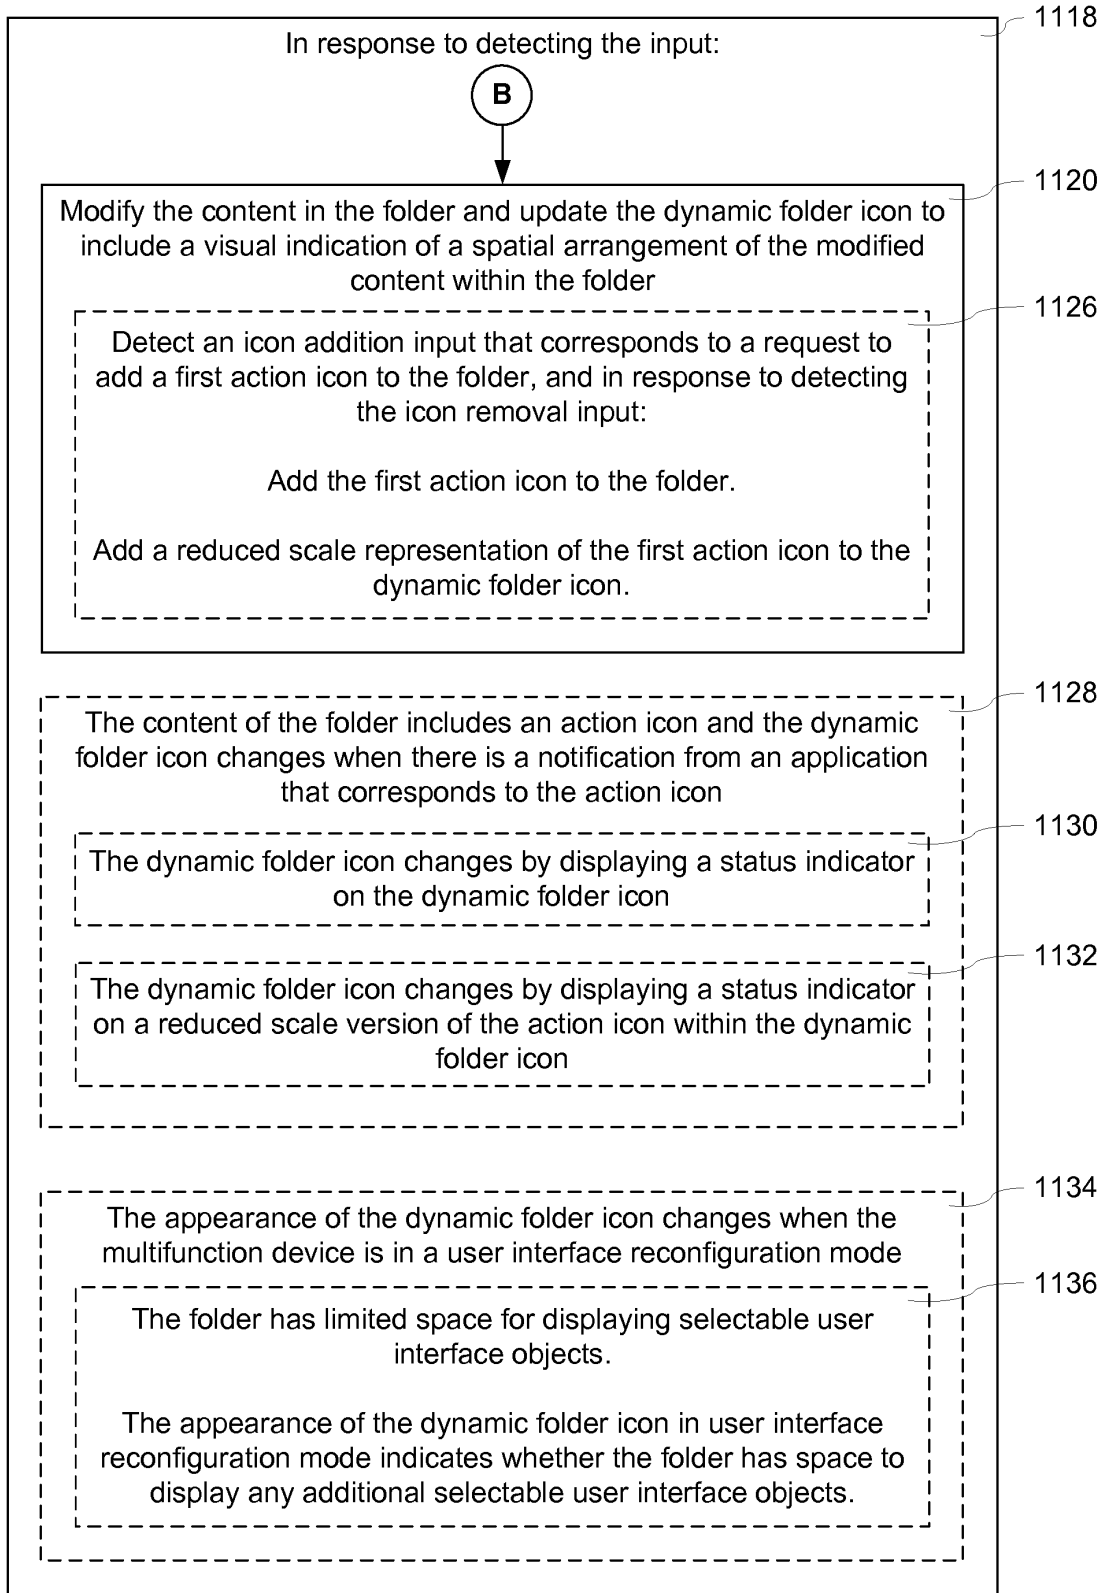 1118
In response to detecting the input:
B
1120
Modify the content in the folder and update the dynamic folder icon to
include a visual indication of a spatial arrangement of the modified
content within the folder
1126
Detect an icon addition input that corresponds to a request to
add a first action icon to the folder, and in response to detecting
the icon removal input:
Add the first action icon to the folder.
Add a reduced scale representation of the first action icon to the
dynamic folder icon.
1128
The content of the folder includes an action icon and the dynamic
folder icon changes when there is a notification from an application
that corresponds to the action icon
1130
The dynamic folder icon changes by displaying a status indicator
on the dynamic folder icon
1132
The dynamic folder icon changes by displaying a status indicator
on a reduced scale version of the action icon within the dynamic
folder icon
1134
The appearance of the dynamic folder icon changes when the
multifunction device is in a user interface reconfiguration mode
1136
The folder has limited space for displaying selectable user
interface objects.
The appearance of the dynamic folder icon in user interface
reconfiguration mode indicates whether the folder has space to
display any additional selectable user interface objects.